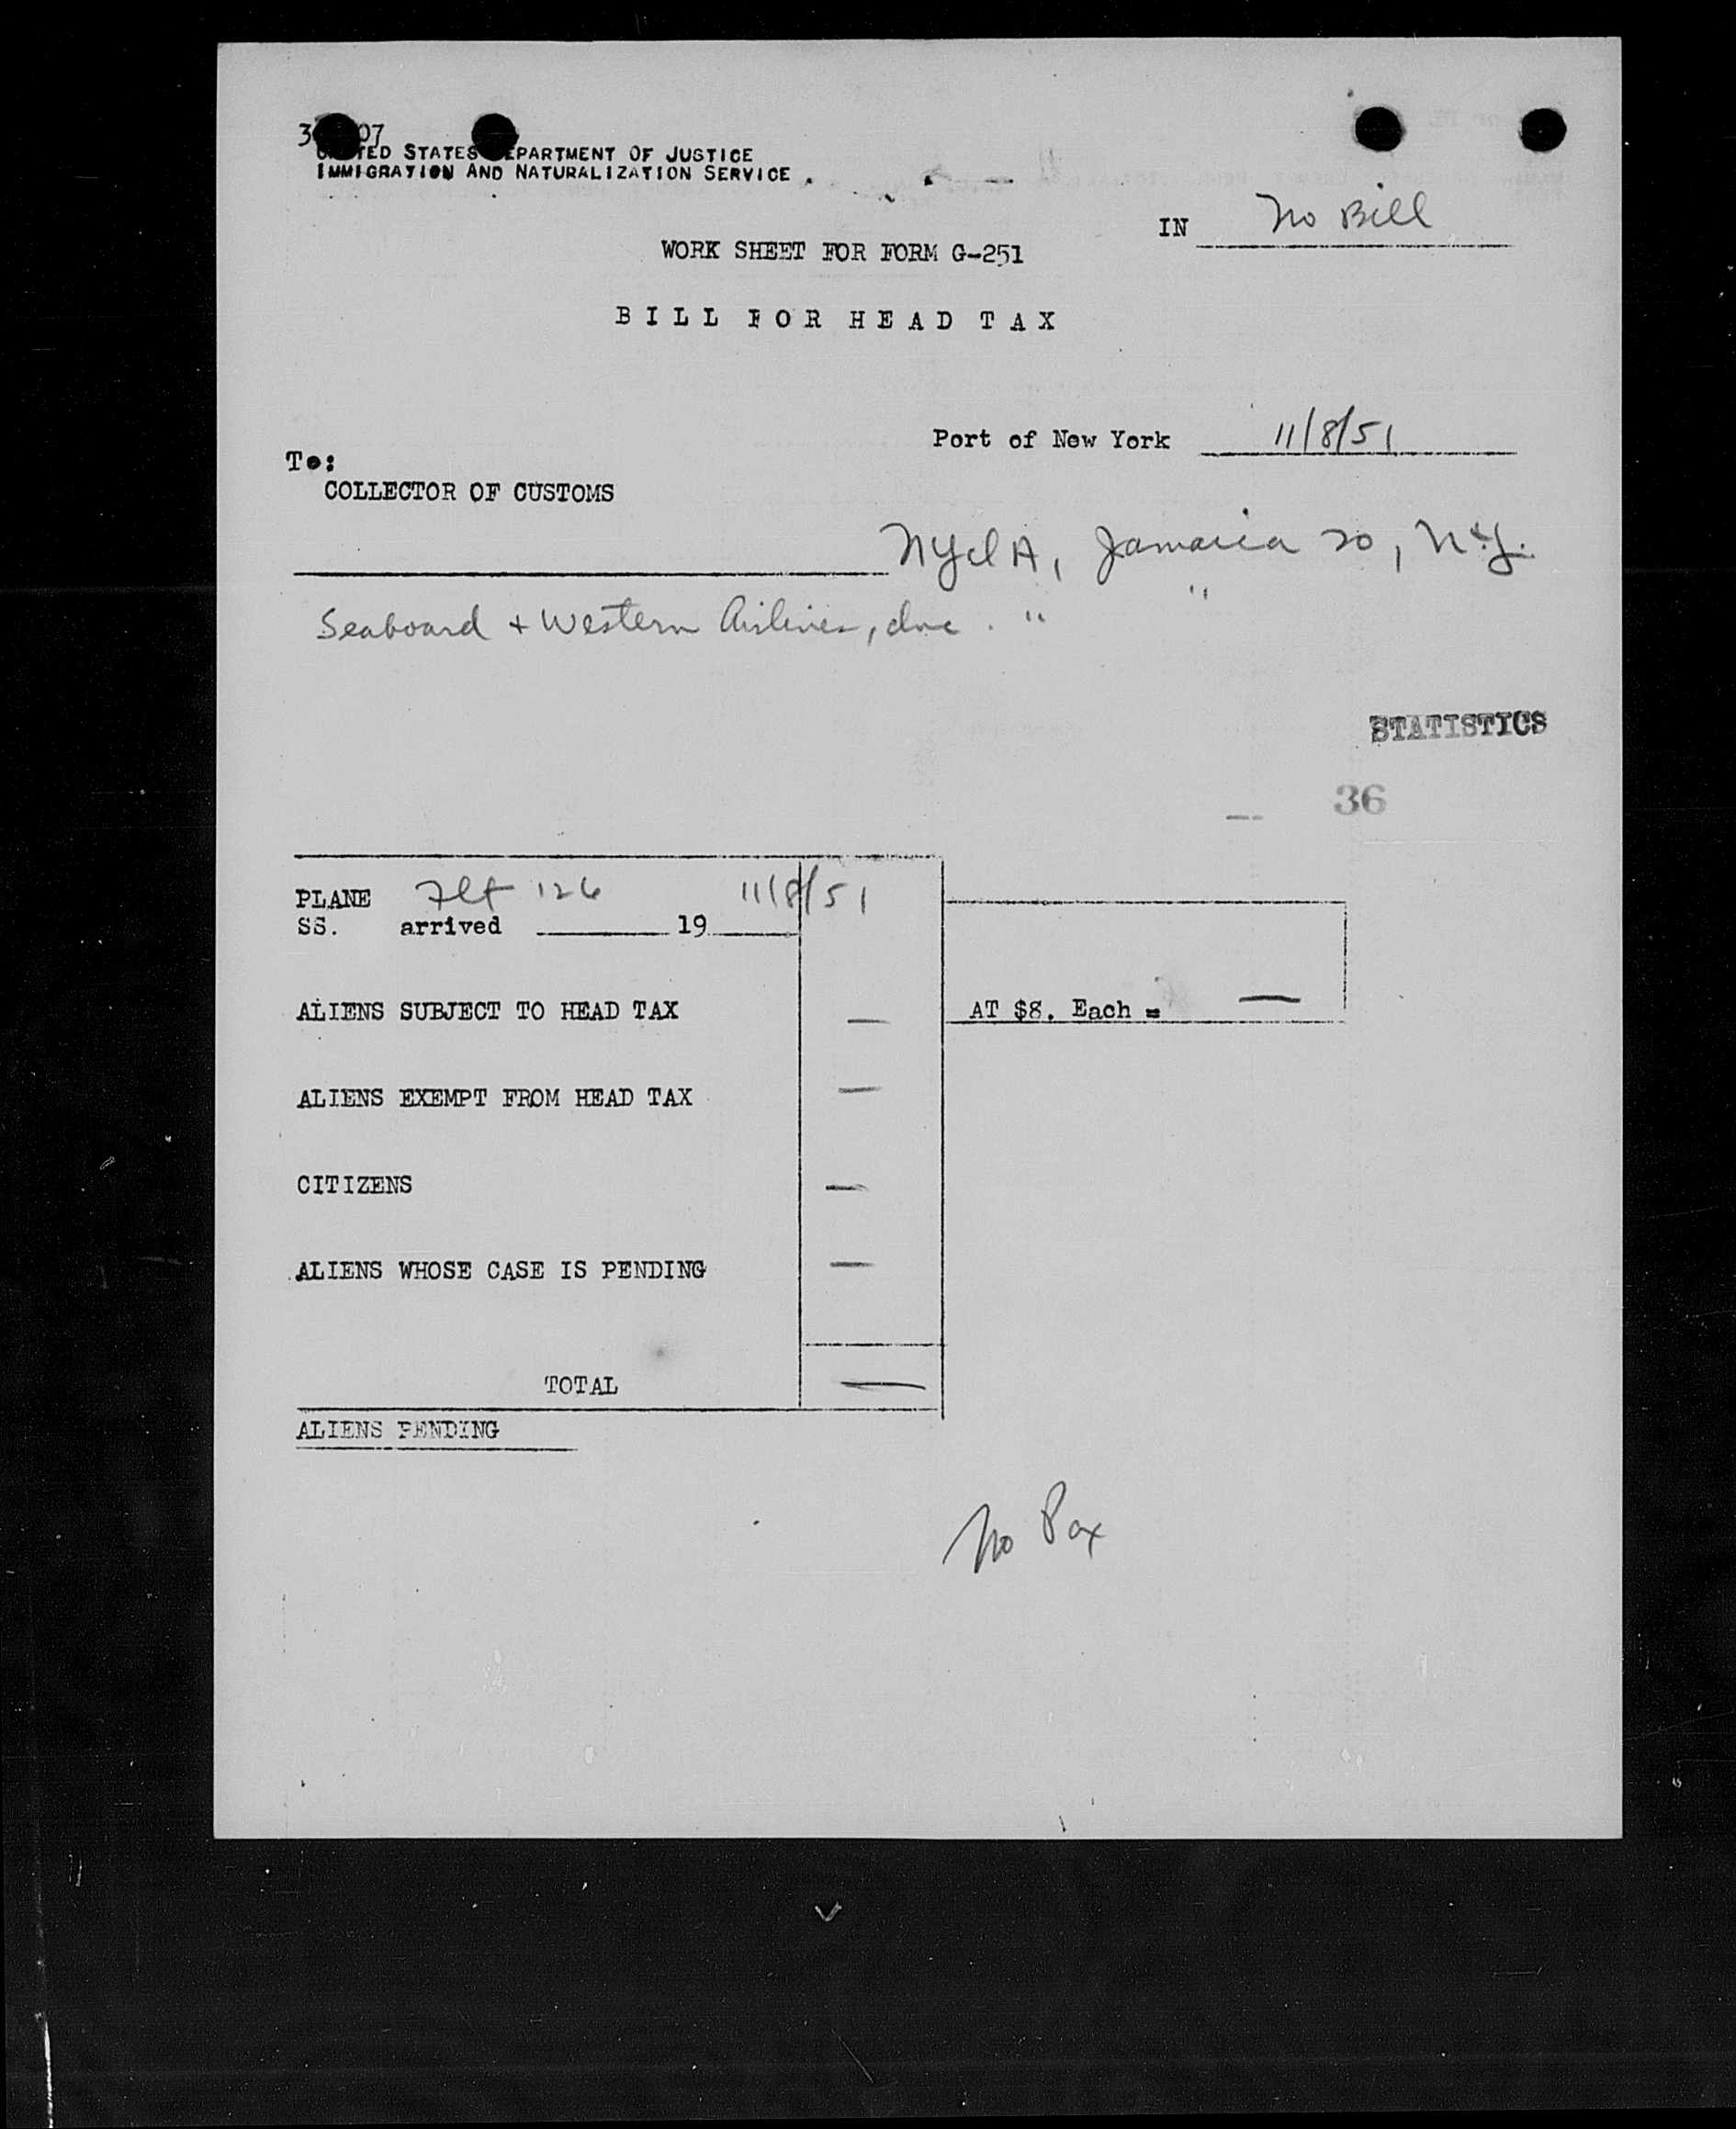 UNITED STATES DEPARTMENT OF JUSTICE
IMMIGRATION AND NATURALIZATION SERVICE
IN No Bill
WORK SHEET FOR FORM G-251
BILL FOR HEAD TAX
Port of New York 11/8/51
To:
COLLECTOR OF CUSTOMS
NYIA, Jamaica 20, N.Y.
Seaboard + Western Airlines, Inc. " "
STATISTICS
36
PLANE Flt 126 11/8/51
SS. arrived 19
ALIENS SUBJECT TO HEAD TAX —
AT $8. Each = —
ALIENS EXEMPT FROM HEAD TAX —
CITIZENS —
ALIENS WHOSE CASE IS PENDING —
TOTAL —
ALIENS PENDING
No Pax